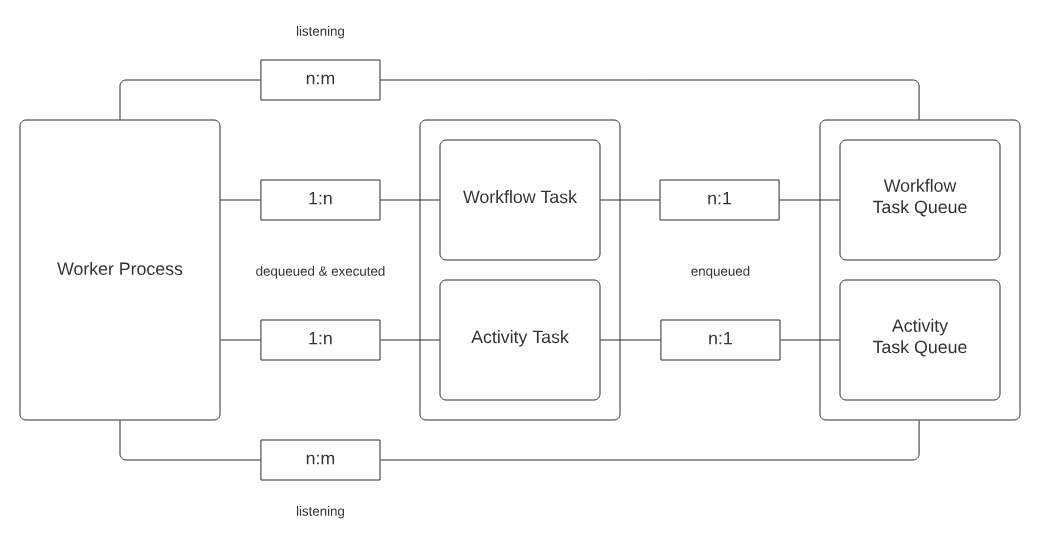 listening
n:m
Worker Process
1:n
dequeued & executed
1:n
Workflow Task
Activity Task
n:1
enqueued
n:1
Workflow
Task Queue
Activity
Task Queue
n:m
listening